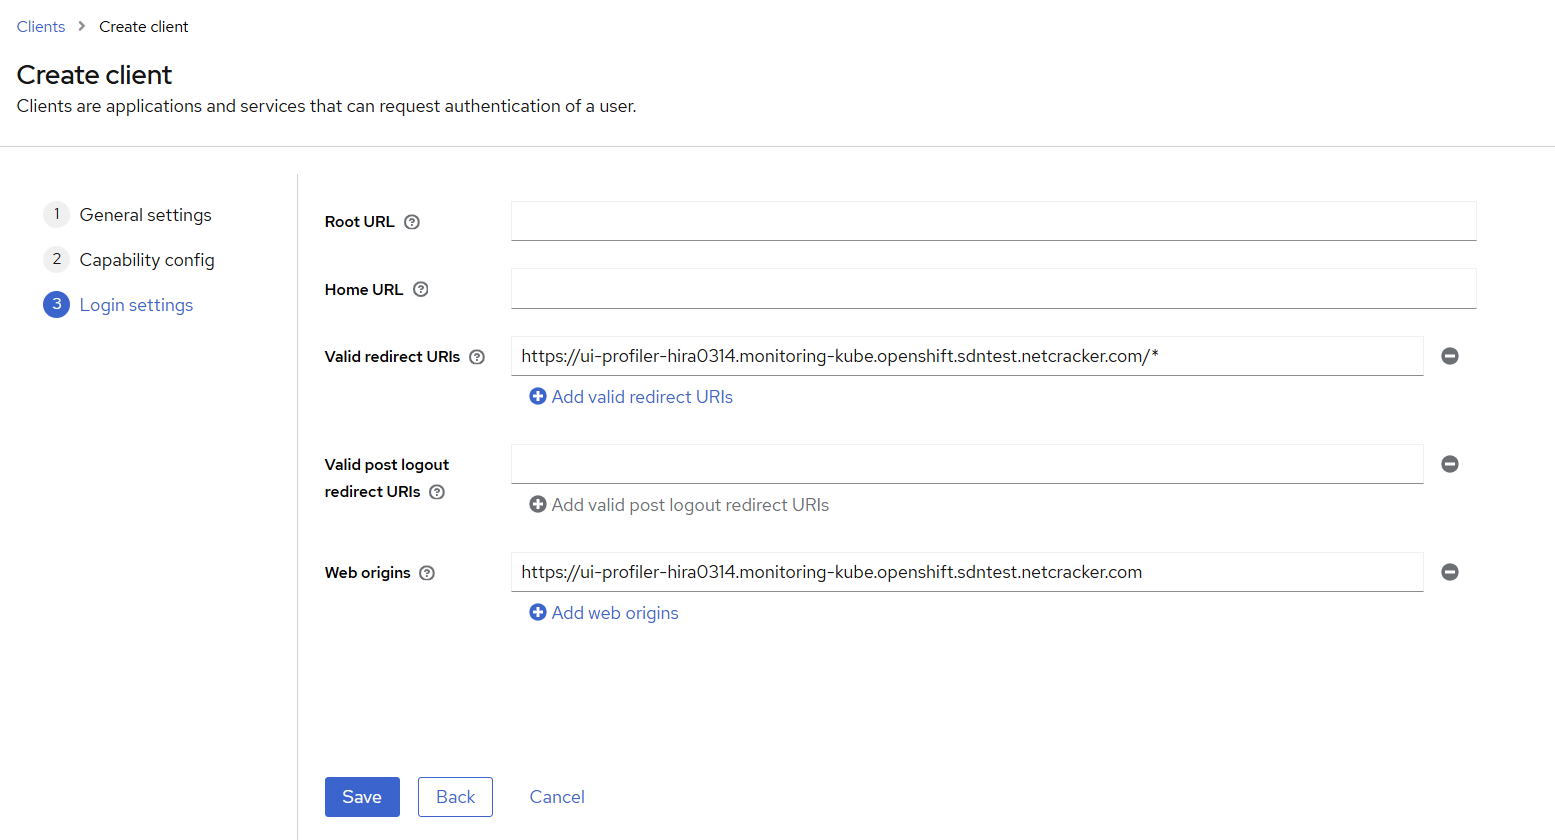 Clients > Create client
Create client
Clients are applications and services that can request authentication of a user.
1 General settings
2 Capability config
3 Login settings
Root URL
Home URL
Valid redirect URIs
https://ui-profiler-hira0314.monitoring-kube.openshift.sdntest.netcracker.com/*
Add valid redirect URIs
Valid post logout
redirect URIs
Add valid post logout redirect URIs
Web origins
https://ui-profiler-hira0314.monitoring-kube.openshift.sdntest.netcracker.com
Add web origins
Save Back Cancel